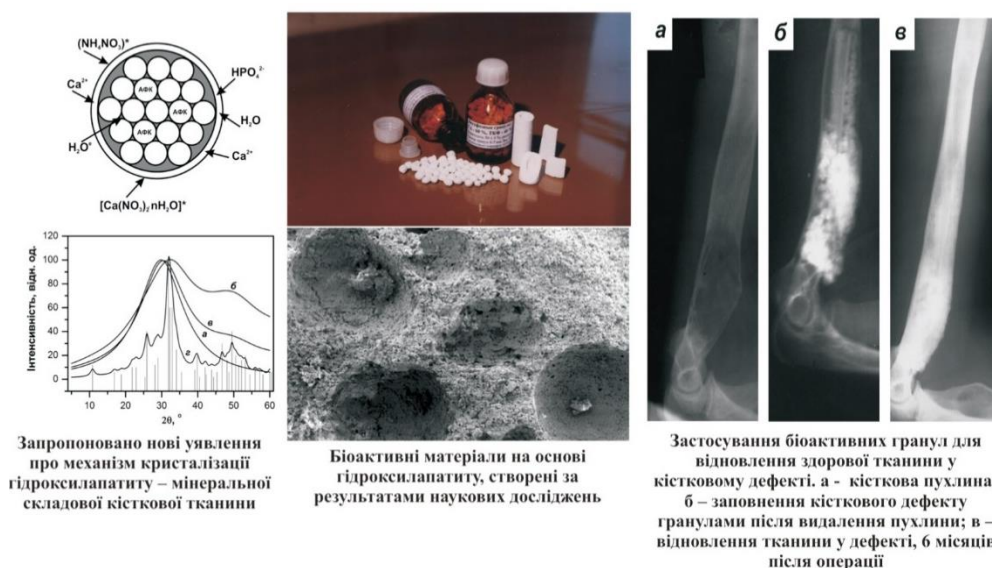 (NH₄NO₃)*
Ca²⁺
HPO₄²⁻
АФК
АФК
АФК
H₂O
H₂O*
Ca²⁺
[Ca(NO₃)₂ nH₂O]*
Інтенсивність, відн. од.
120
100
80
60
40
20
0
б
в
а
г
10 20 30 40 50 60
2θ, °
Запропоновано нові уявлення
про механізм кристалізації
гідроксилапатиту – мінеральної
складової кісткової тканини
Біоактивні матеріали на основі
гідроксилапатиту, створені за
результатами наукових досліджень
а
б
в
Застосування біоактивних гранул для
відновлення здорової тканини у
кістковому дефекті. а - кісткова пухлина
б – заповнення кісткового дефекту
гранулами після видалення пухлини; в –
відновлення тканини у дефекті, 6 місяців
після операції